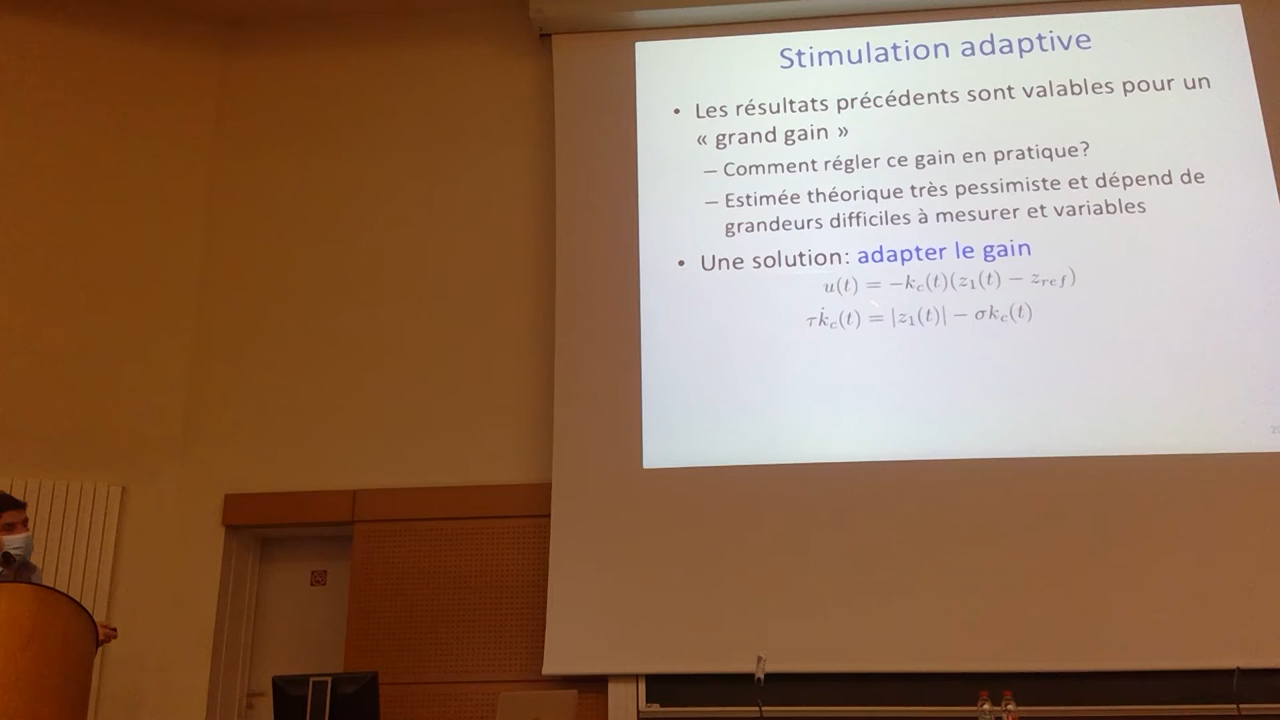 Stimulation adaptive
• Les résultats précédents sont valables pour un
« grand gain »
– Comment régler ce gain en pratique?
– Estimée théorique très pessimiste et dépend de
grandeurs difficiles à mesurer et variables
• Une solution: adapter le gain
u(t) = −k_c(t)(z_1(t) − z_{ref})
τk̇_c(t) = |z_1(t)| − σk_c(t)